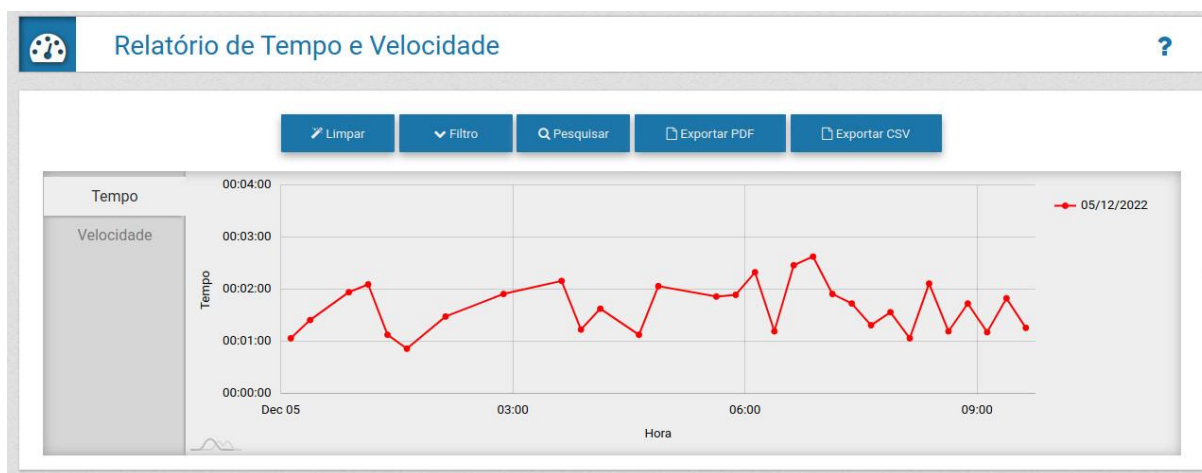 Relatório de Tempo e Velocidade
?
Limpar
Filtro
Pesquisar
Exportar PDF
Exportar CSV
Tempo
Velocidade
Tempo
00:04:00
00:03:00
00:02:00
00:01:00
00:00:00
Dec 05
03:00
06:00
09:00
Hora
05/12/2022